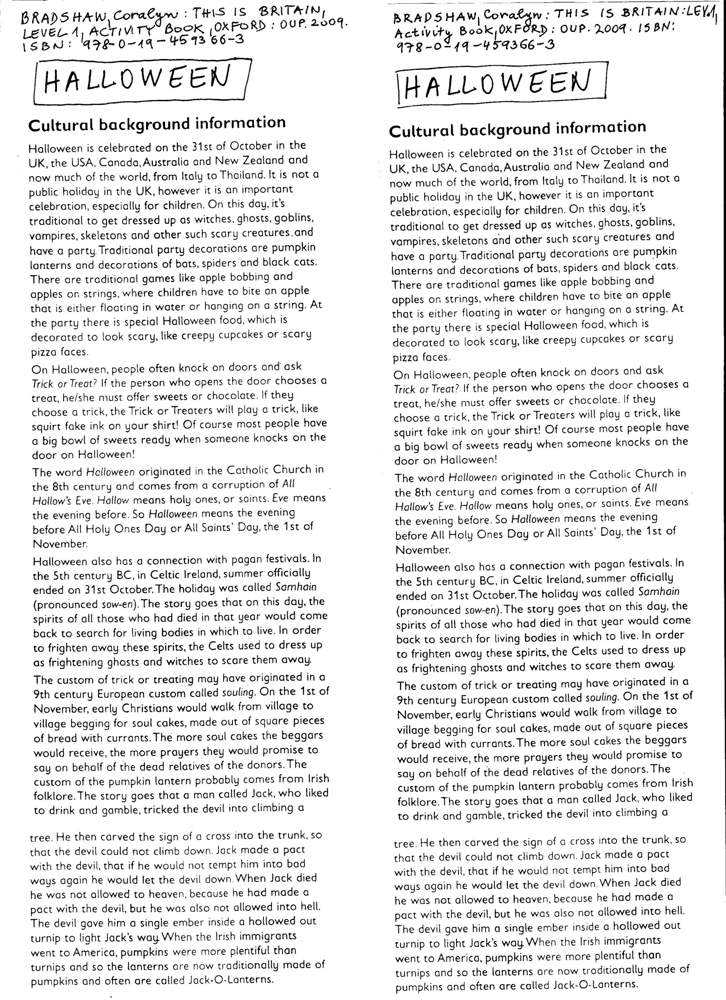 BRADSHAW, Coralyn: THIS IS BRITAIN,
LEVEL 1, ACTIVITY BOOK, OXFORD: OUP. 2009.
ISBN: 978-0-19-459366-3
HALLOWEEN
Cultural background information
Halloween is celebrated on the 31st of October in the
UK, the USA, Canada, Australia and New Zealand and
now much of the world, from Italy to Thailand. It is not a
public holiday in the UK, however it is an important
celebration, especially for children. On this day, it's
traditional to get dressed up as witches, ghosts, goblins,
vampires, skeletons and other such scary creatures and
have a party. Traditional party decorations are pumpkin
lanterns and decorations of bats, spiders and black cats.
There are traditional games like apple bobbing and
apples on strings, where children have to bite an apple
that is either floating in water or hanging on a string. At
the party there is special Halloween food, which is
decorated to look scary, like creepy cupcakes or scary
pizza faces.
On Halloween, people often knock on doors and ask
Trick or Treat? If the person who opens the door chooses a
treat, he/she must offer sweets or chocolate. If they
choose a trick, the Trick or Treaters will play a trick, like
squirt fake ink on your shirt! Of course most people have
a big bowl of sweets ready when someone knocks on the
door on Halloween!
The word Halloween originated in the Catholic Church in
the 8th century and comes from a corruption of All
Hallow's Eve. Hallow means holy ones, or saints. Eve means
the evening before. So Halloween means the evening
before All Holy Ones Day or All Saints' Day, the 1st of
November.
Halloween also has a connection with pagan festivals. In
the 5th century BC, in Celtic Ireland, summer officially
ended on 31st October. The holiday was called Samhain
(pronounced sow-en). The story goes that on this day, the
spirits of all those who had died in that year would come
back to search for living bodies in which to live. In order
to frighten away these spirits, the Celts used to dress up
as frightening ghosts and witches to scare them away.
The custom of trick or treating may have originated in a
9th century European custom called souling. On the 1st of
November, early Christians would walk from village to
village begging for soul cakes, made out of square pieces
of bread with currants. The more soul cakes the beggars
would receive, the more prayers they would promise to
say on behalf of the dead relatives of the donors. The
custom of the pumpkin lantern probably comes from Irish
folklore. The story goes that a man called Jack, who liked
to drink and gamble, tricked the devil into climbing a
tree. He then carved the sign of a cross into the trunk, so
that the devil could not climb down. Jack made a pact
with the devil, that if he would not tempt him into bad
ways again he would let the devil down. When Jack died
he was not allowed to heaven, because he had made a
pact with the devil, but he was also not allowed into hell.
The devil gave him a single ember inside a hollowed out
turnip to light Jack's way. When the Irish immigrants
went to America, pumpkins were more plentiful than
turnips and so the lanterns are now traditionally made of
pumpkins and often are called Jack-O-Lanterns.
BRADSHAW, Coralyn: THIS IS BRITAIN: LEV.1,
Activity Book, OXFORD: OUP. 2009. ISBN:
978-0-19-459366-3
HALLOWEEN
Cultural background information
Halloween is celebrated on the 31st of October in the
UK, the USA, Canada, Australia and New Zealand and
now much of the world, from Italy to Thailand. It is not a
public holiday in the UK, however it is an important
celebration, especially for children. On this day, it's
traditional to get dressed up as witches, ghosts, goblins,
vampires, skeletons and other such scary creatures and
have a party. Traditional party decorations are pumpkin
lanterns and decorations of bats, spiders and black cats.
There are traditional games like apple bobbing and
apples on strings, where children have to bite an apple
that is either floating in water or hanging on a string. At
the party there is special Halloween food, which is
decorated to look scary, like creepy cupcakes or scary
pizza faces.
On Halloween, people often knock on doors and ask
Trick or Treat? If the person who opens the door chooses a
treat, he/she must offer sweets or chocolate. If they
choose a trick, the Trick or Treaters will play a trick, like
squirt fake ink on your shirt! Of course most people have
a big bowl of sweets ready when someone knocks on the
door on Halloween!
The word Halloween originated in the Catholic Church in
the 8th century and comes from a corruption of All
Hallow's Eve. Hallow means holy ones, or saints. Eve means
the evening before. So Halloween means the evening
before All Holy Ones Day or All Saints' Day, the 1st of
November.
Halloween also has a connection with pagan festivals. In
the 5th century BC, in Celtic Ireland, summer officially
ended on 31st October. The holiday was called Samhain
(pronounced sow-en). The story goes that on this day, the
spirits of all those who had died in that year would come
back to search for living bodies in which to live. In order
to frighten away these spirits, the Celts used to dress up
as frightening ghosts and witches to scare them away.
The custom of trick or treating may have originated in a
9th century European custom called souling. On the 1st of
November, early Christians would walk from village to
village begging for soul cakes, made out of square pieces
of bread with currants. The more soul cakes the beggars
would receive, the more prayers they would promise to
say on behalf of the dead relatives of the donors. The
custom of the pumpkin lantern probably comes from Irish
folklore. The story goes that a man called Jack, who liked
to drink and gamble, tricked the devil into climbing a
tree. He then carved the sign of a cross into the trunk, so
that the devil could not climb down. Jack made a pact
with the devil, that if he would not tempt him into bad
ways again he would let the devil down. When Jack died
he was not allowed to heaven, because he had made a
pact with the devil, but he was also not allowed into hell.
The devil gave him a single ember inside a hollowed out
turnip to light Jack's way. When the Irish immigrants
went to America, pumpkins were more plentiful than
turnips and so the lanterns are now traditionally made of
pumpkins and often are called Jack-O-Lanterns.